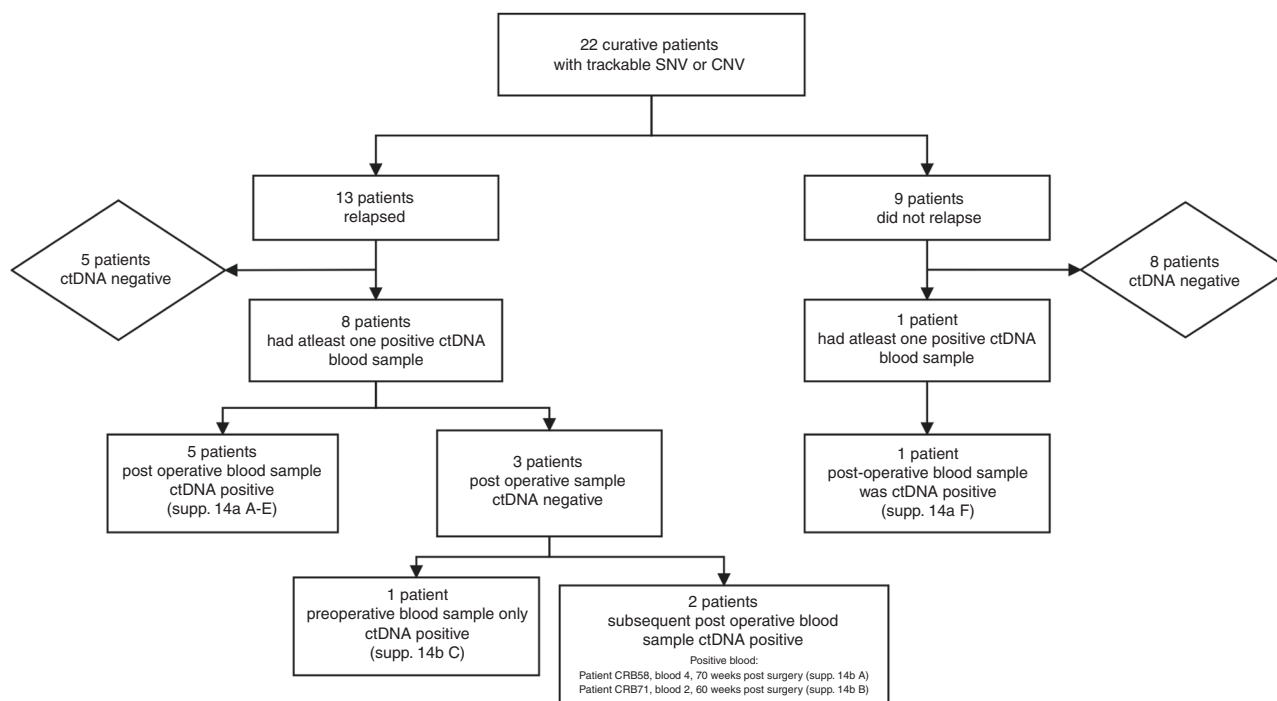 22 curative patients
with trackable SNV or CNV
13 patients
relapsed
9 patients
did not relapse
5 patients
ctDNA negative
8 patients
ctDNA negative
8 patients
had atleast one positive ctDNA
blood sample
1 patient
had atleast one positive ctDNA
blood sample
5 patients
post operative blood sample
ctDNA positive
(supp. 14a A-E)
3 patients
post operative sample
ctDNA negative
1 patient
post-operative blood sample
was ctDNA positive
(supp. 14a F)
1 patient
preoperative blood sample only
ctDNA positive
(supp. 14b C)
2 patients
subsequent post operative blood
sample ctDNA positive
Positive blood:
Patient CRB58, blood 4, 70 weeks post surgery (supp. 14b A)
Patient CRB71, blood 2, 60 weeks post surgery (supp. 14b B)